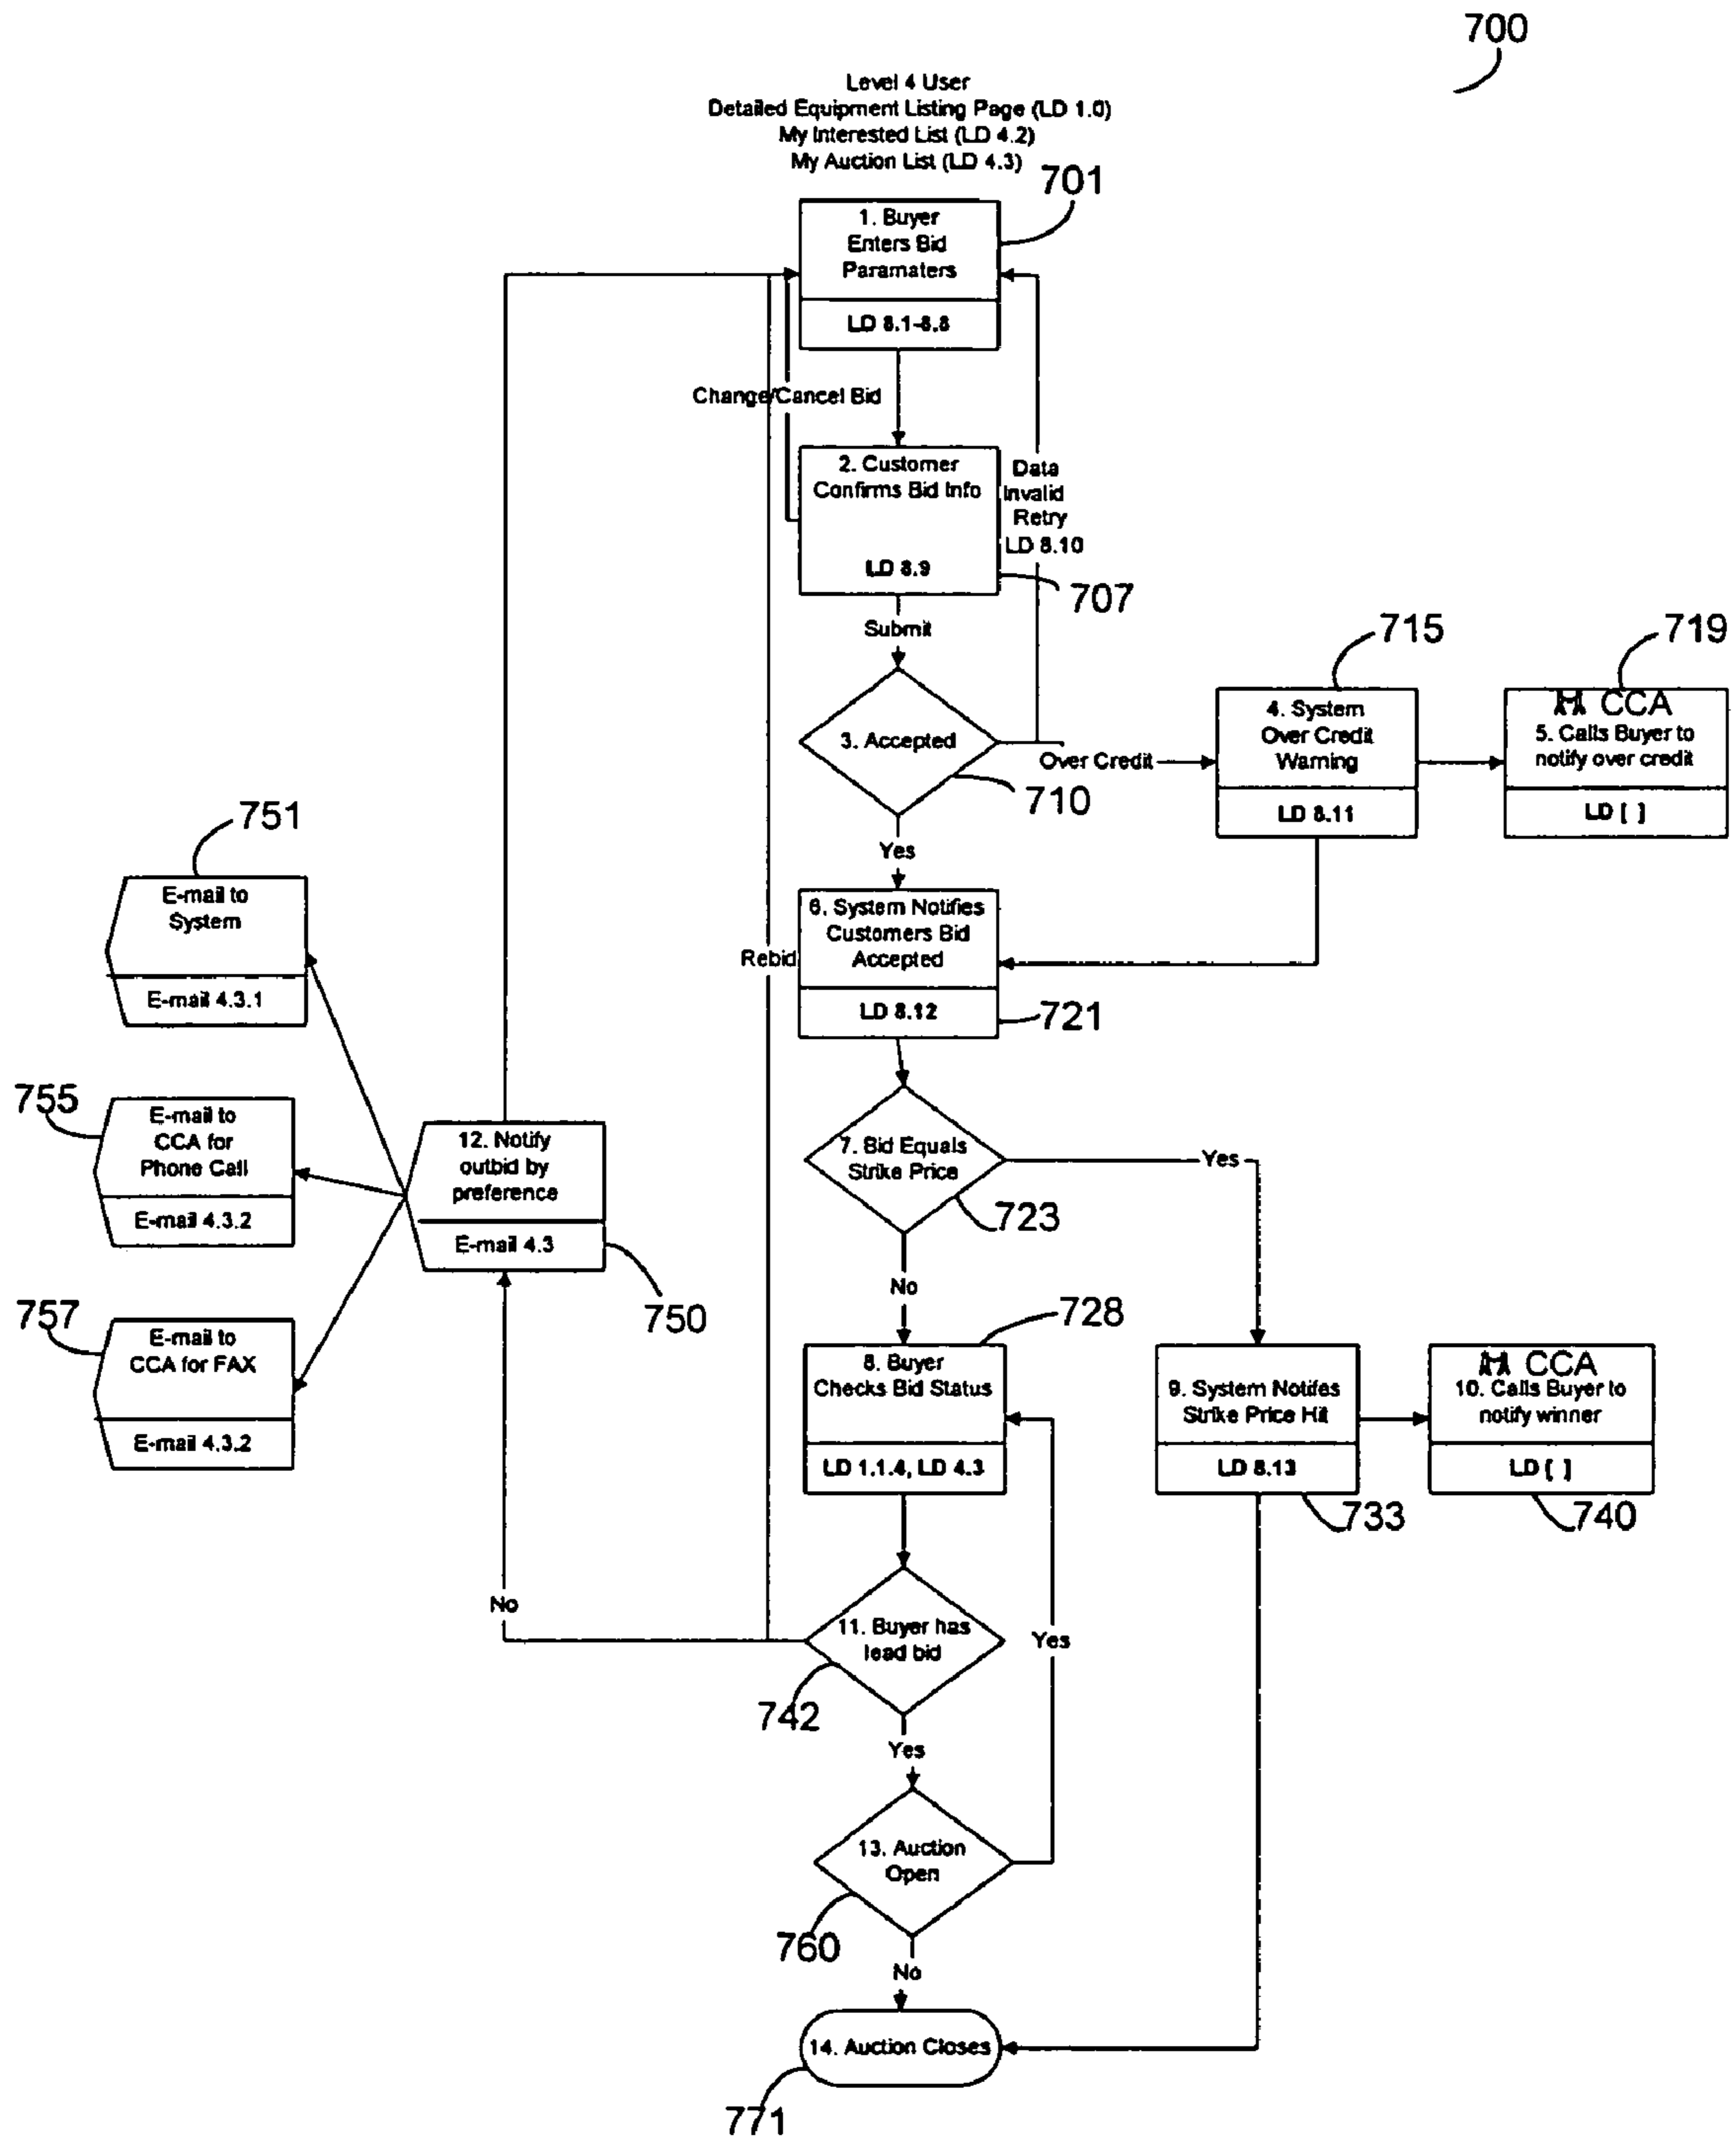 700
Level 4 User
Detailed Equipment Listing Page (LD 1.0)
My Interested List (LD 4.2)
My Auction List (LD 4.3)
701
1. Buyer
Enters Bid
Paramaters
LD 8.1-8.8
Change/Cancel Bid
2. Customer
Confirms Bid Info
LD 8.9
Data
Invalid
Retry
LD 8.10
707
Submit
3. Accepted
710
Over Credit
715
4. System
Over Credit
Warning
LD 8.11
719
CCA
5. Calls Buyer to
notify over credit
LD [ ]
Yes
6. System Notifies
Customers Bid
Accepted
LD 8.12
721
Rebid
751
E-mail to
System
E-mail 4.3.1
755
E-mail to
CCA for
Phone Call
E-mail 4.3.2
757
E-mail to
CCA for FAX
E-mail 4.3.2
12. Notify
outbid by
preference
E-mail 4.3
750
7. Bid Equals
Strike Price
723
Yes
No
728
8. Buyer
Checks Bid Status
LD 1.1.4, LD 4.3
9. System Notifes
Strike Price Hit
LD 8.13
733
CCA
10. Calls Buyer to
notify winner
LD [ ]
740
No
11. Buyer has
lead bid
742
Yes
Yes
13. Auction
Open
760
No
14. Auction Closes
771